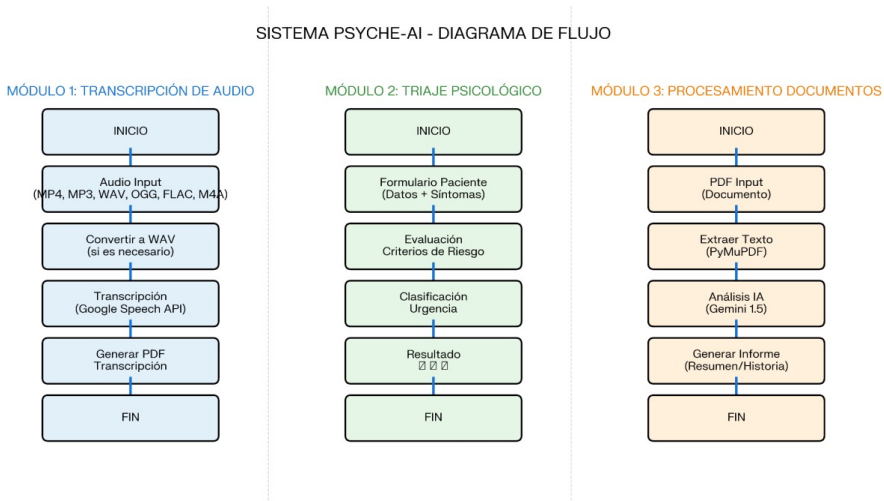 SISTEMA PSYCHE-AI - DIAGRAMA DE FLUJO
MÓDULO 1: TRANSCRIPCIÓN DE AUDIO
INICIO
Audio Input
(MP4, MP3, WAV, OGG, FLAC, M4A)
Convertir a WAV
(si es necesario)
Transcripción
(Google Speech API)
Generar PDF
Transcripción
FIN
MÓDULO 2: TRIAJE PSICOLÓGICO
INICIO
Formulario Paciente
(Datos + Síntomas)
Evaluación
Criterios de Riesgo
Clasificación
Urgencia
Resultado
FIN
MÓDULO 3: PROCESAMIENTO DOCUMENTOS
INICIO
PDF Input
(Documento)
Extraer Texto
(PyMuPDF)
Análisis IA
(Gemini 1.5)
Generar Informe
(Resumen/Historia)
FIN